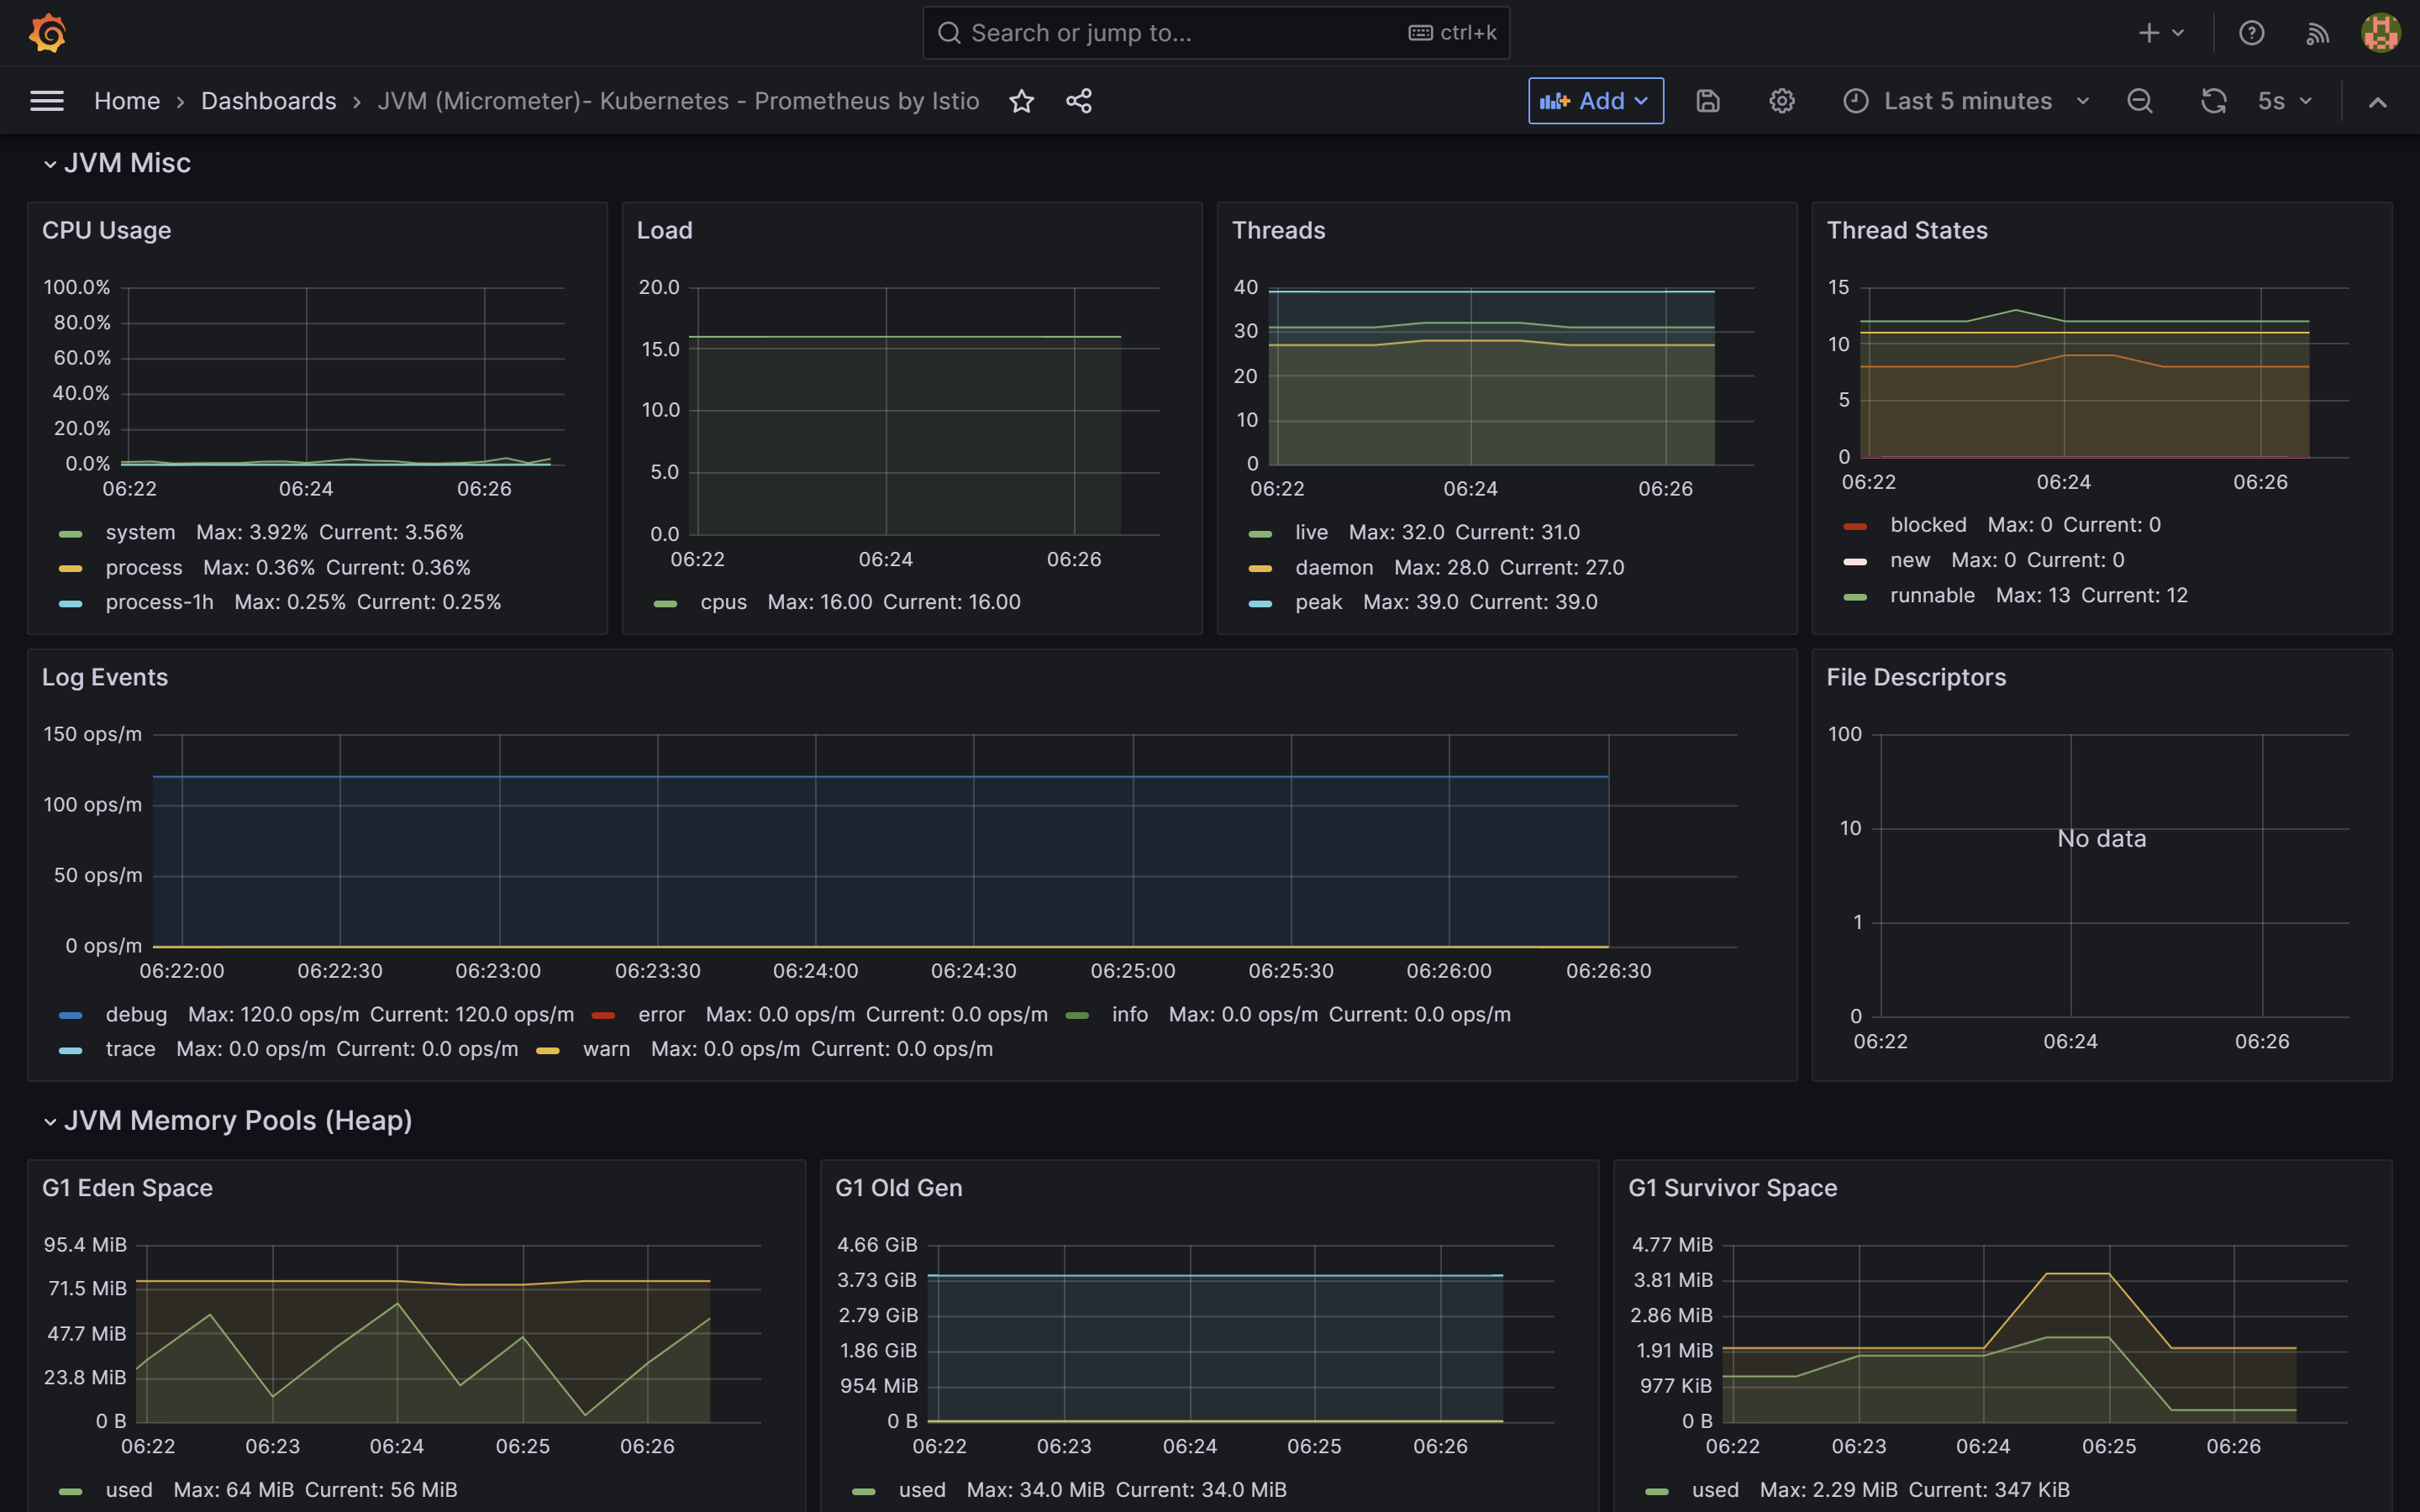 Search or jump to... ctrl+k
Home › Dashboards › JVM (Micrometer)- Kubernetes - Prometheus by Istio Add Last 5 minutes 5s
JVM Misc
CPU Usage
100.0%
80.0%
60.0%
40.0%
20.0%
0.0%
06:22 06:24 06:26
system Max: 3.92% Current: 3.56%
process Max: 0.36% Current: 0.36%
process-1h Max: 0.25% Current: 0.25%
Load
20.0
15.0
10.0
5.0
0.0
06:22 06:24 06:26
cpus Max: 16.00 Current: 16.00
Threads
40
30
20
10
0
06:22 06:24 06:26
live Max: 32.0 Current: 31.0
daemon Max: 28.0 Current: 27.0
peak Max: 39.0 Current: 39.0
Thread States
15
10
5
0
06:22 06:24 06:26
blocked Max: 0 Current: 0
new Max: 0 Current: 0
runnable Max: 13 Current: 12
Log Events
150 ops/m
100 ops/m
50 ops/m
0 ops/m
06:22:00 06:22:30 06:23:00 06:23:30 06:24:00 06:24:30 06:25:00 06:25:30 06:26:00 06:26:30
debug Max: 120.0 ops/m Current: 120.0 ops/m error Max: 0.0 ops/m Current: 0.0 ops/m info Max: 0.0 ops/m Current: 0.0 ops/m
trace Max: 0.0 ops/m Current: 0.0 ops/m warn Max: 0.0 ops/m Current: 0.0 ops/m
File Descriptors
100
10
No data
1
0
06:22 06:24 06:26
JVM Memory Pools (Heap)
G1 Eden Space
95.4 MiB
71.5 MiB
47.7 MiB
23.8 MiB
0 B
06:22 06:23 06:24 06:25 06:26
used Max: 64 MiB Current: 56 MiB
G1 Old Gen
4.66 GiB
3.73 GiB
2.79 GiB
1.86 GiB
954 MiB
0 B
06:22 06:23 06:24 06:25 06:26
used Max: 34.0 MiB Current: 34.0 MiB
G1 Survivor Space
4.77 MiB
3.81 MiB
2.86 MiB
1.91 MiB
977 KiB
0 B
06:22 06:23 06:24 06:25 06:26
used Max: 2.29 MiB Current: 347 KiB